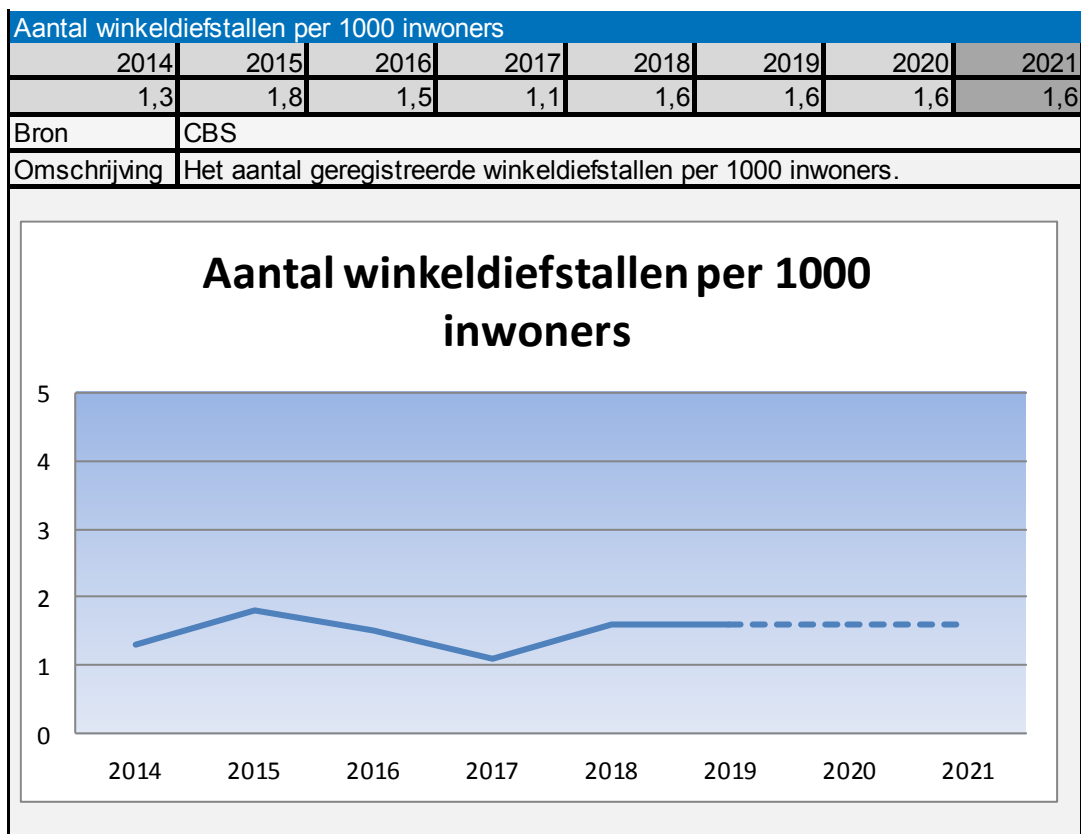 Aantal winkeldiefstallen per 1000 inwoners
2014 2015 2016 2017 2018 2019 2020 2021
1,3 1,8 1,5 1,1 1,6 1,6 1,6 1,6
Bron CBS
Omschrijving Het aantal geregistreerde winkeldiefstallen per 1000 inwoners.
Aantal winkeldiefstallen per 1000
inwoners
5
4
3
2
1
0
2014 2015 2016 2017 2018 2019 2020 2021